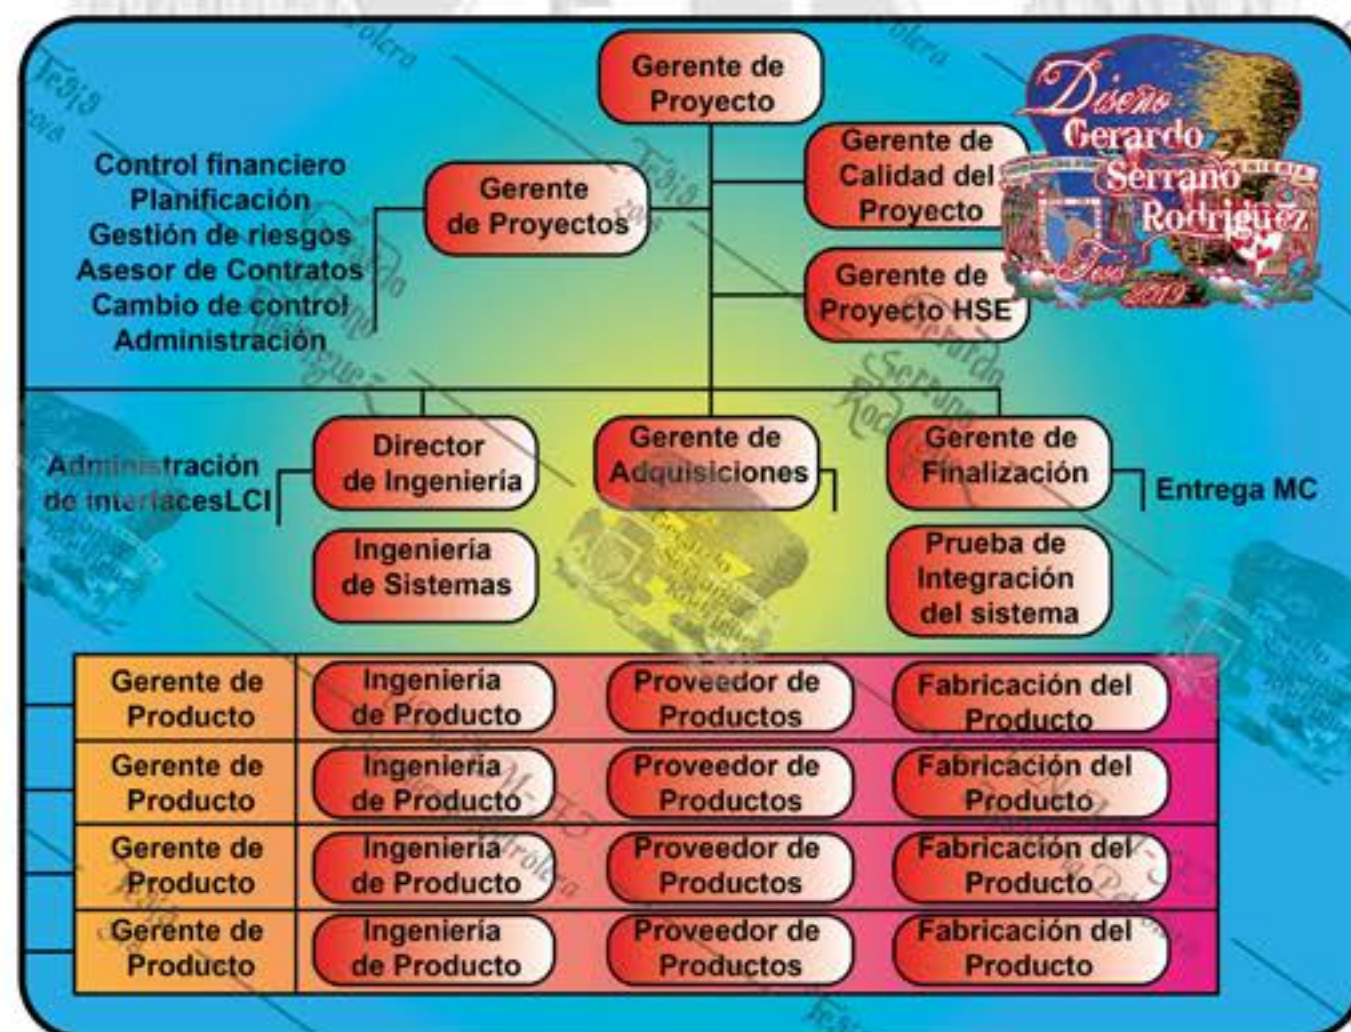 Gerente de
Proyecto
Diseño
Gerardo
Serrano
Rodríguez
Tesis
2019
Gerente de
Calidad del
Proyecto
Control financiero
Planificación
Gestión de riesgos
Asesor de Contratos
Cambio de control
Administración
Gerente
de Proyectos
Gerente de
Proyecto HSE
Administración
de interfacesLCI
Director
de Ingeniería
Gerente de
Adquisiciones
Gerente de
Finalización
Entrega MC
Ingeniería
de Sistemas
Prueba de
Integración
del sistema
Gerente de
Producto
Ingeniería
de Producto
Proveedor de
Productos
Fabricación del
Producto
Gerente de
Producto
Ingeniería
de Producto
Proveedor de
Productos
Fabricación del
Producto
Gerente de
Producto
Ingeniería
de Producto
Proveedor de
Productos
Fabricación del
Producto
Gerente de
Producto
Ingeniería
de Producto
Proveedor de
Productos
Fabricación del
Producto